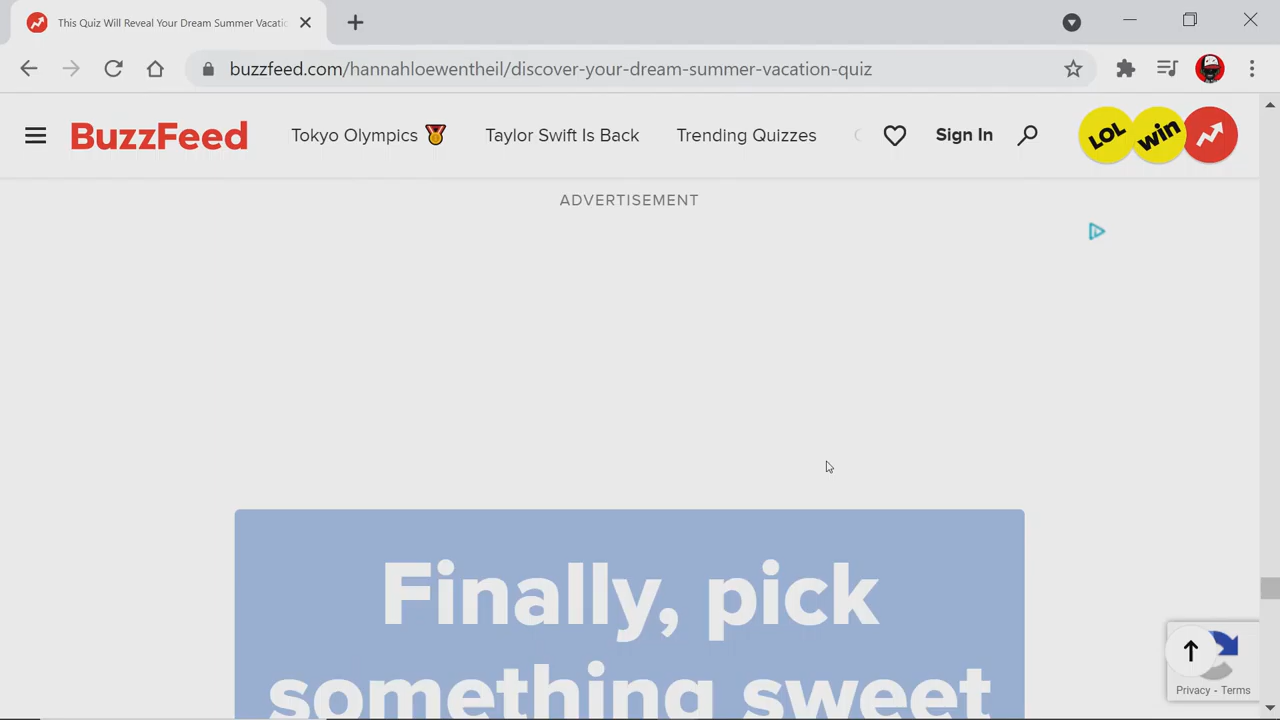 This Quiz Will Reveal Your Dream Summer Vacatio
buzzfeed.com/hannahloewentheil/discover-your-dream-summer-vacation-quiz
BuzzFeed Tokyo Olympics Taylor Swift Is Back Trending Quizzes Sign In LOL win
ADVERTISEMENT
Finally, pick
something sweet
Privacy - Terms